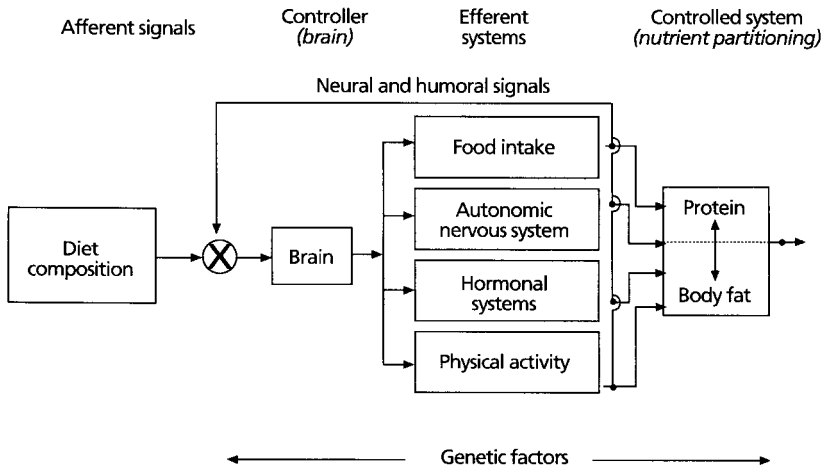 Afferent signals
Controller
(brain)
Efferent
systems
Controlled system
(nutrient partitioning)
Neural and humoral signals
Diet
composition
X
Brain
Food intake
Autonomic
nervous system
Hormonal
systems
Physical activity
Protein
Body fat
Genetic factors